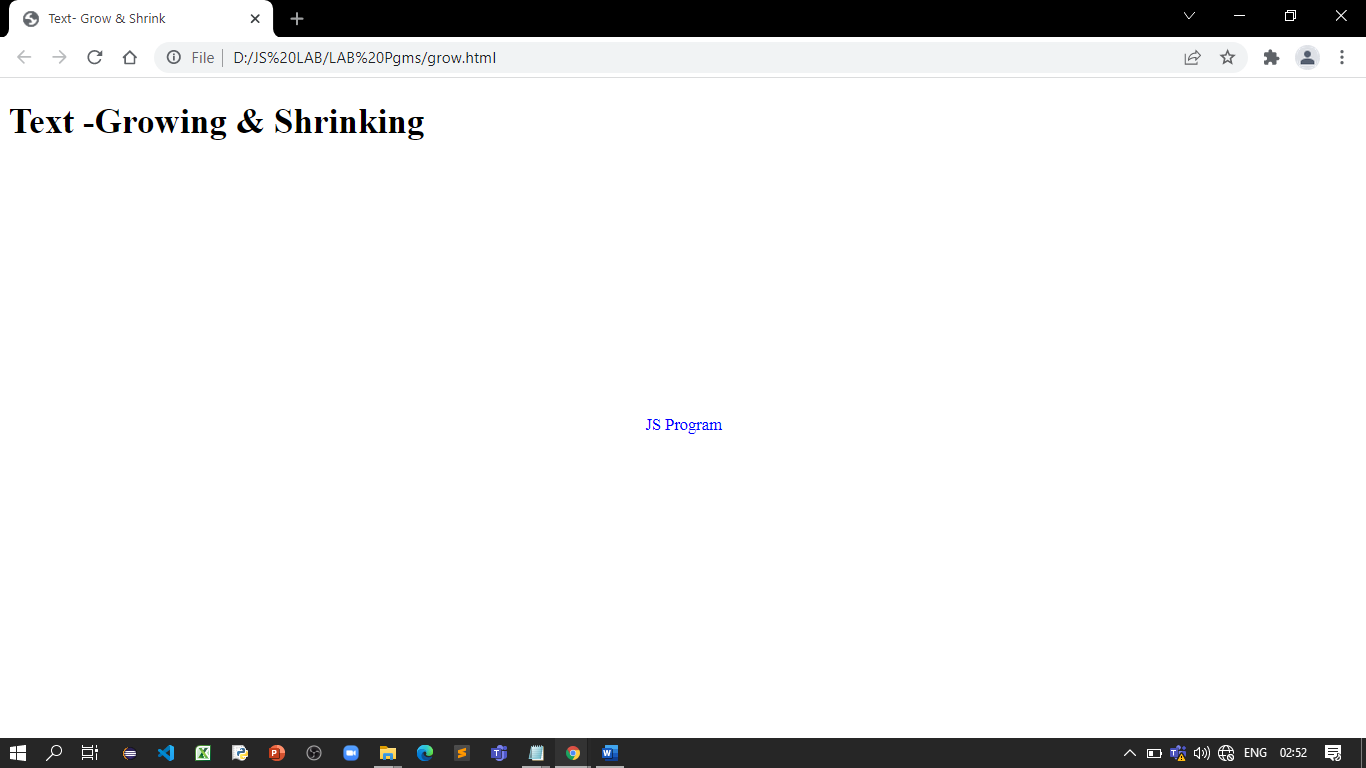 Text- Grow & Shrink
File D:/JS%20LAB/LAB%20Pgms/grow.html
Text -Growing & Shrinking
JS Program
ENG 02:52